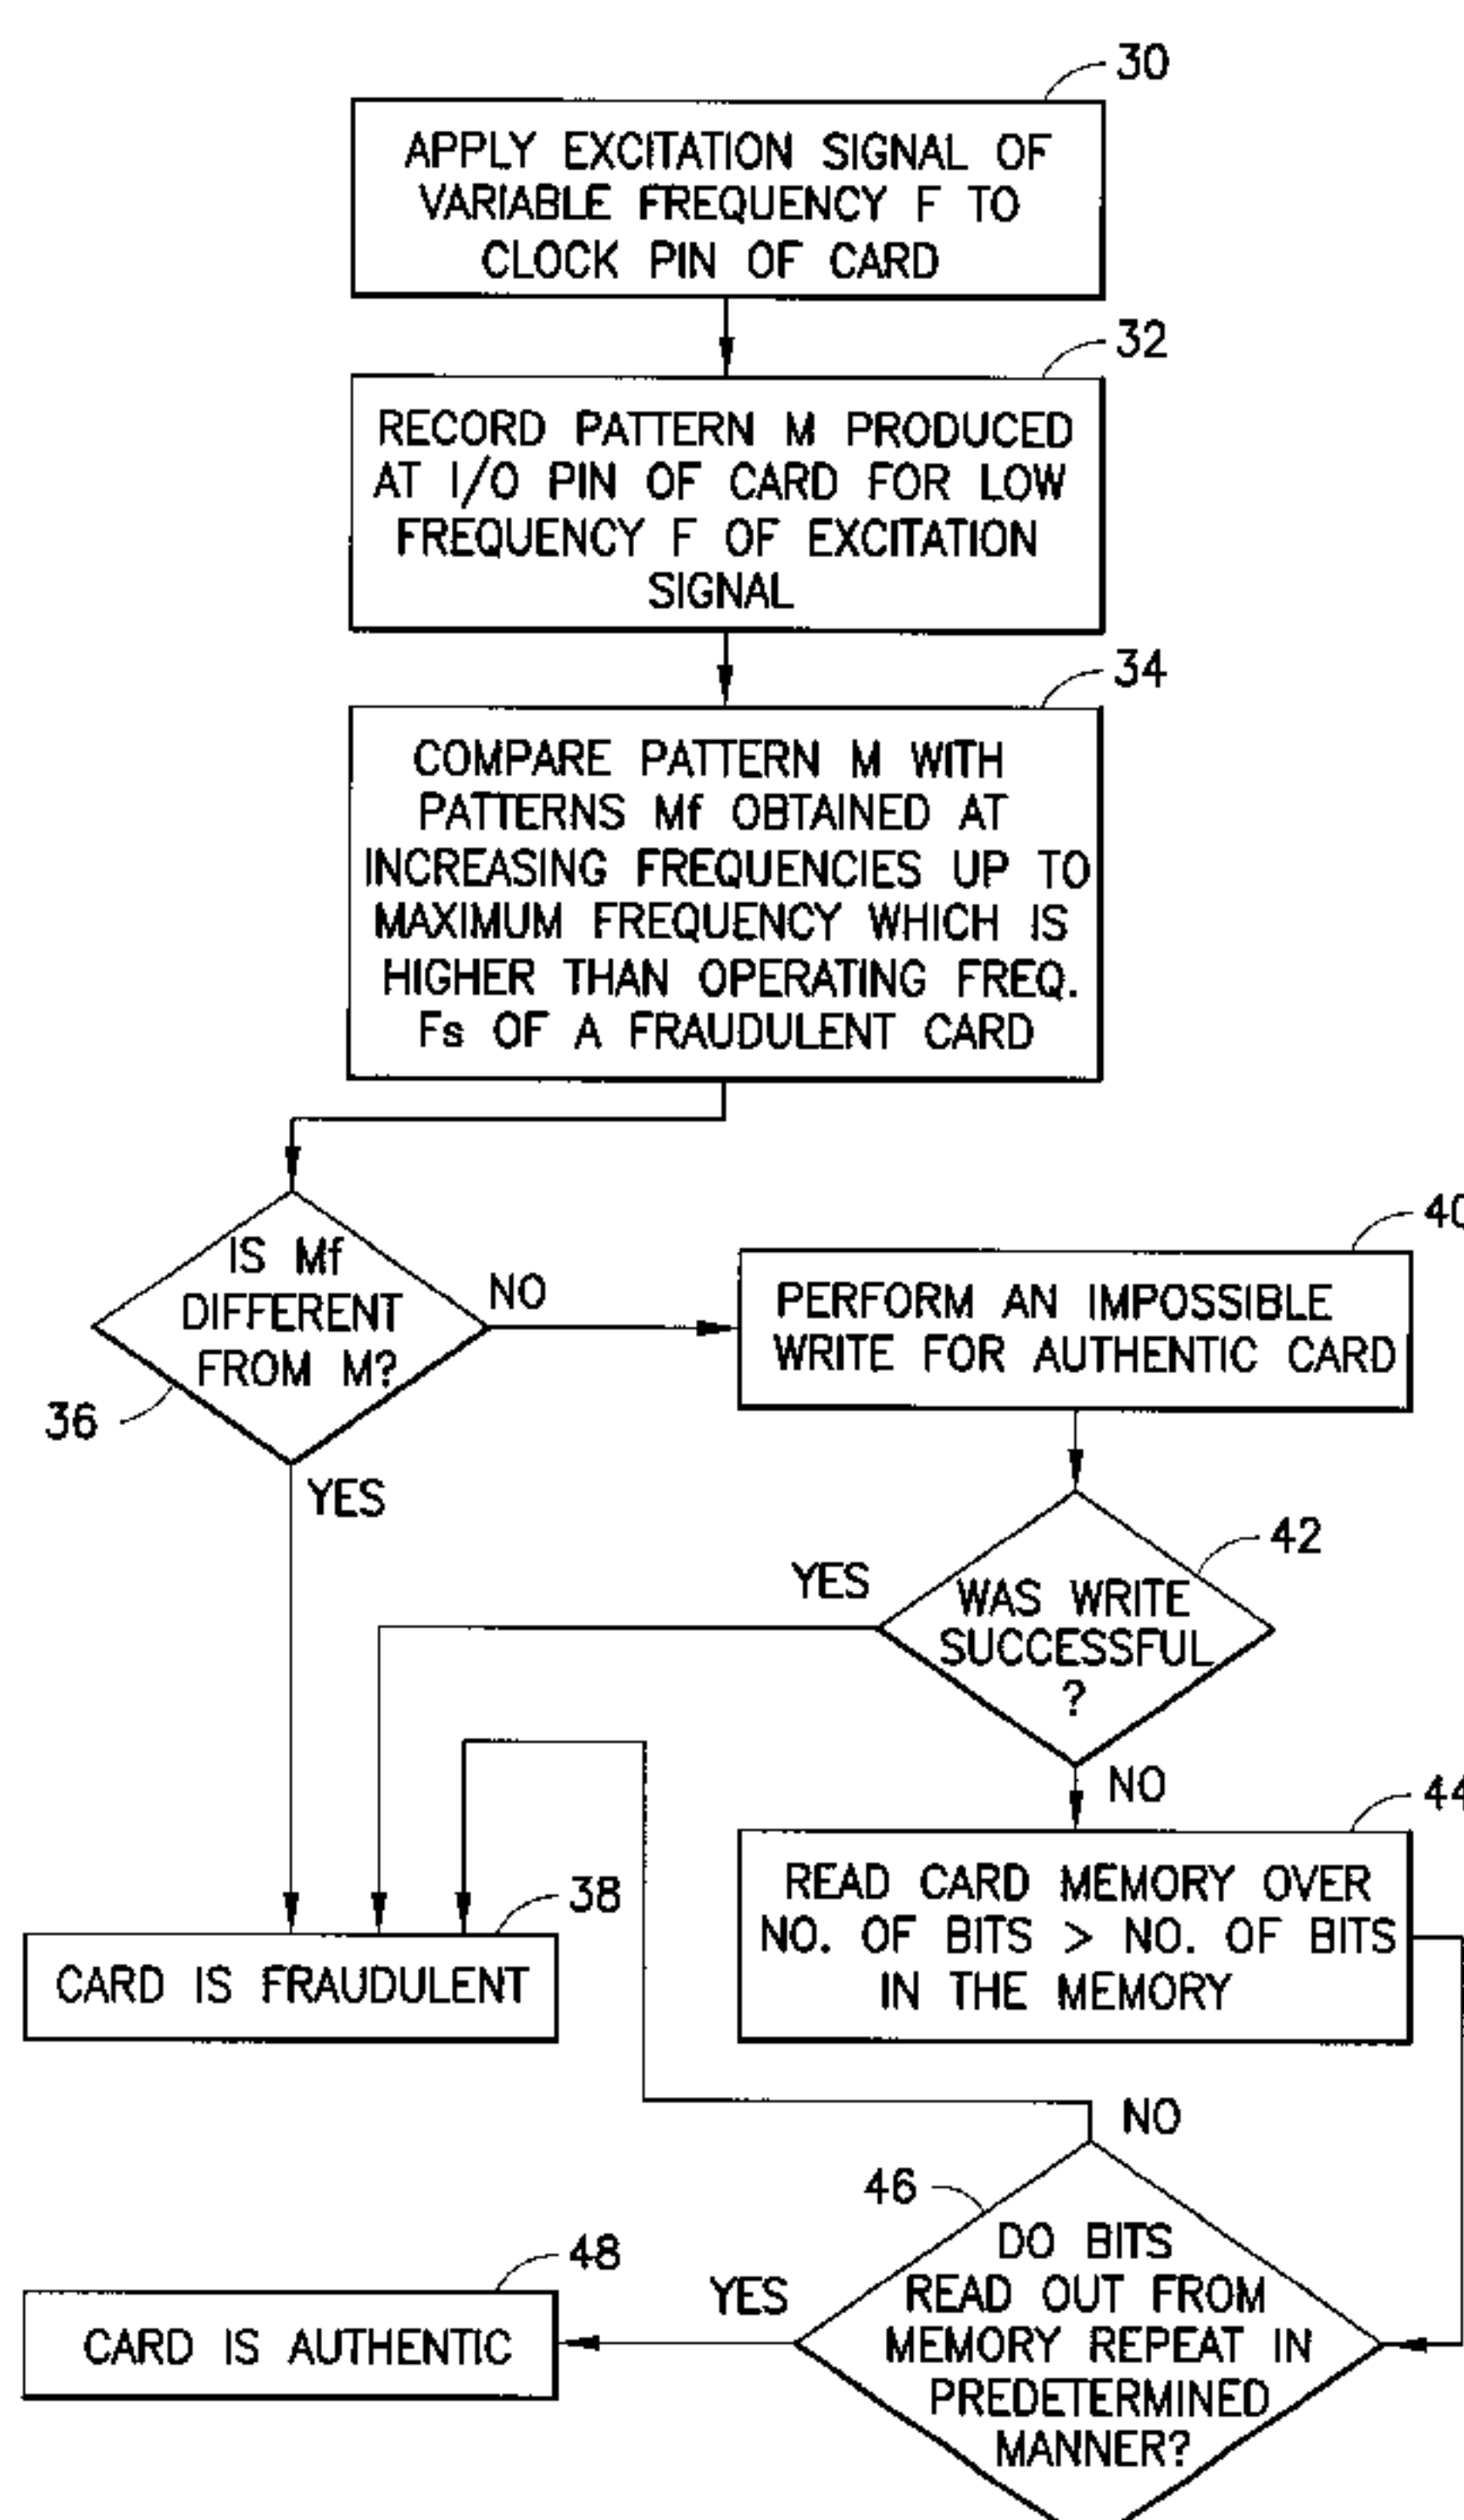 30
APPLY EXCITATION SIGNAL OF
VARIABLE FREQUENCY F TO
CLOCK PIN OF CARD
32
RECORD PATTERN M PRODUCED
AT I/O PIN OF CARD FOR LOW
FREQUENCY F OF EXCITATION
SIGNAL
34
COMPARE PATTERN M WITH
PATTERNS Mf OBTAINED AT
INCREASING FREQUENCIES UP TO
MAXIMUM FREQUENCY WHICH IS
HIGHER THAN OPERATING FREQ.
Fs OF A FRAUDULENT CARD
IS Mf
DIFFERENT
FROM M?
36
NO
YES
40
PERFORM AN IMPOSSIBLE
WRITE FOR AUTHENTIC CARD
42
WAS WRITE
SUCCESSFUL
?
YES
NO
38
CARD IS FRAUDULENT
44
READ CARD MEMORY OVER
NO. OF BITS > NO. OF BITS
IN THE MEMORY
NO
46
DO BITS
READ OUT FROM
MEMORY REPEAT IN
PREDETERMINED
MANNER?
YES
48
CARD IS AUTHENTIC